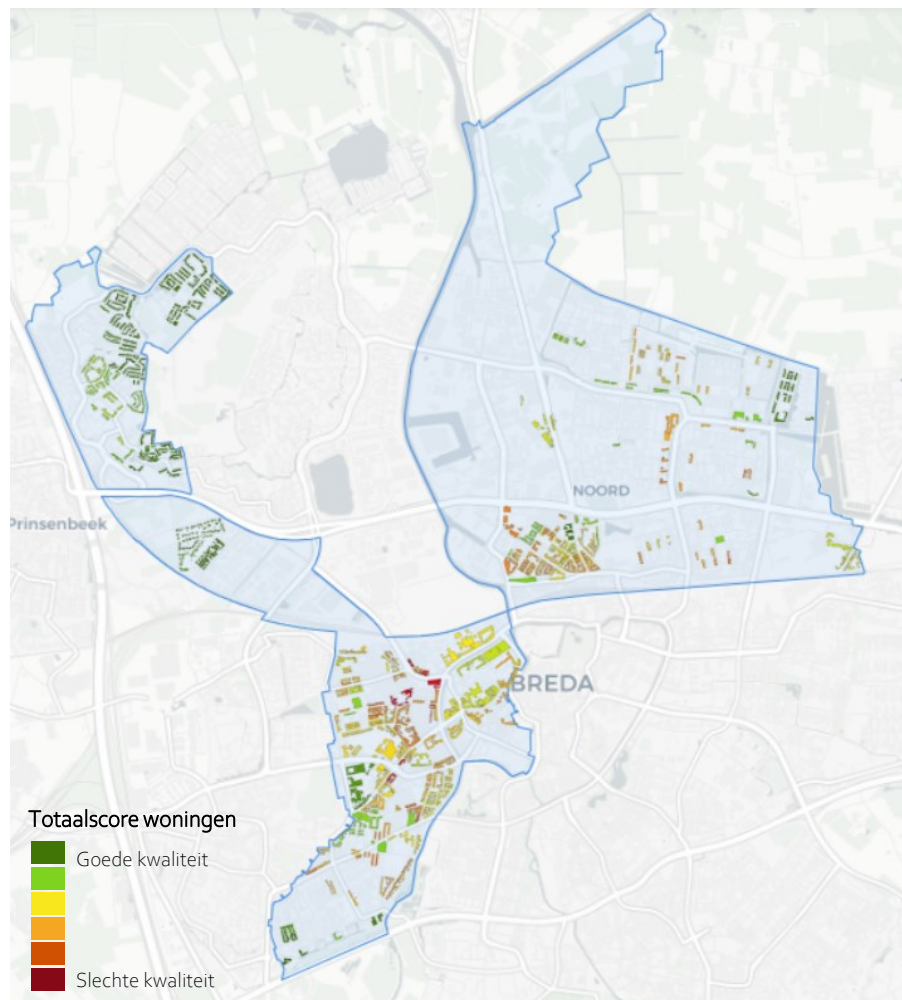 NOORD
Prinsenbeek
BREDA
Totaalscore woningen
Goede kwaliteit
Slechte kwaliteit